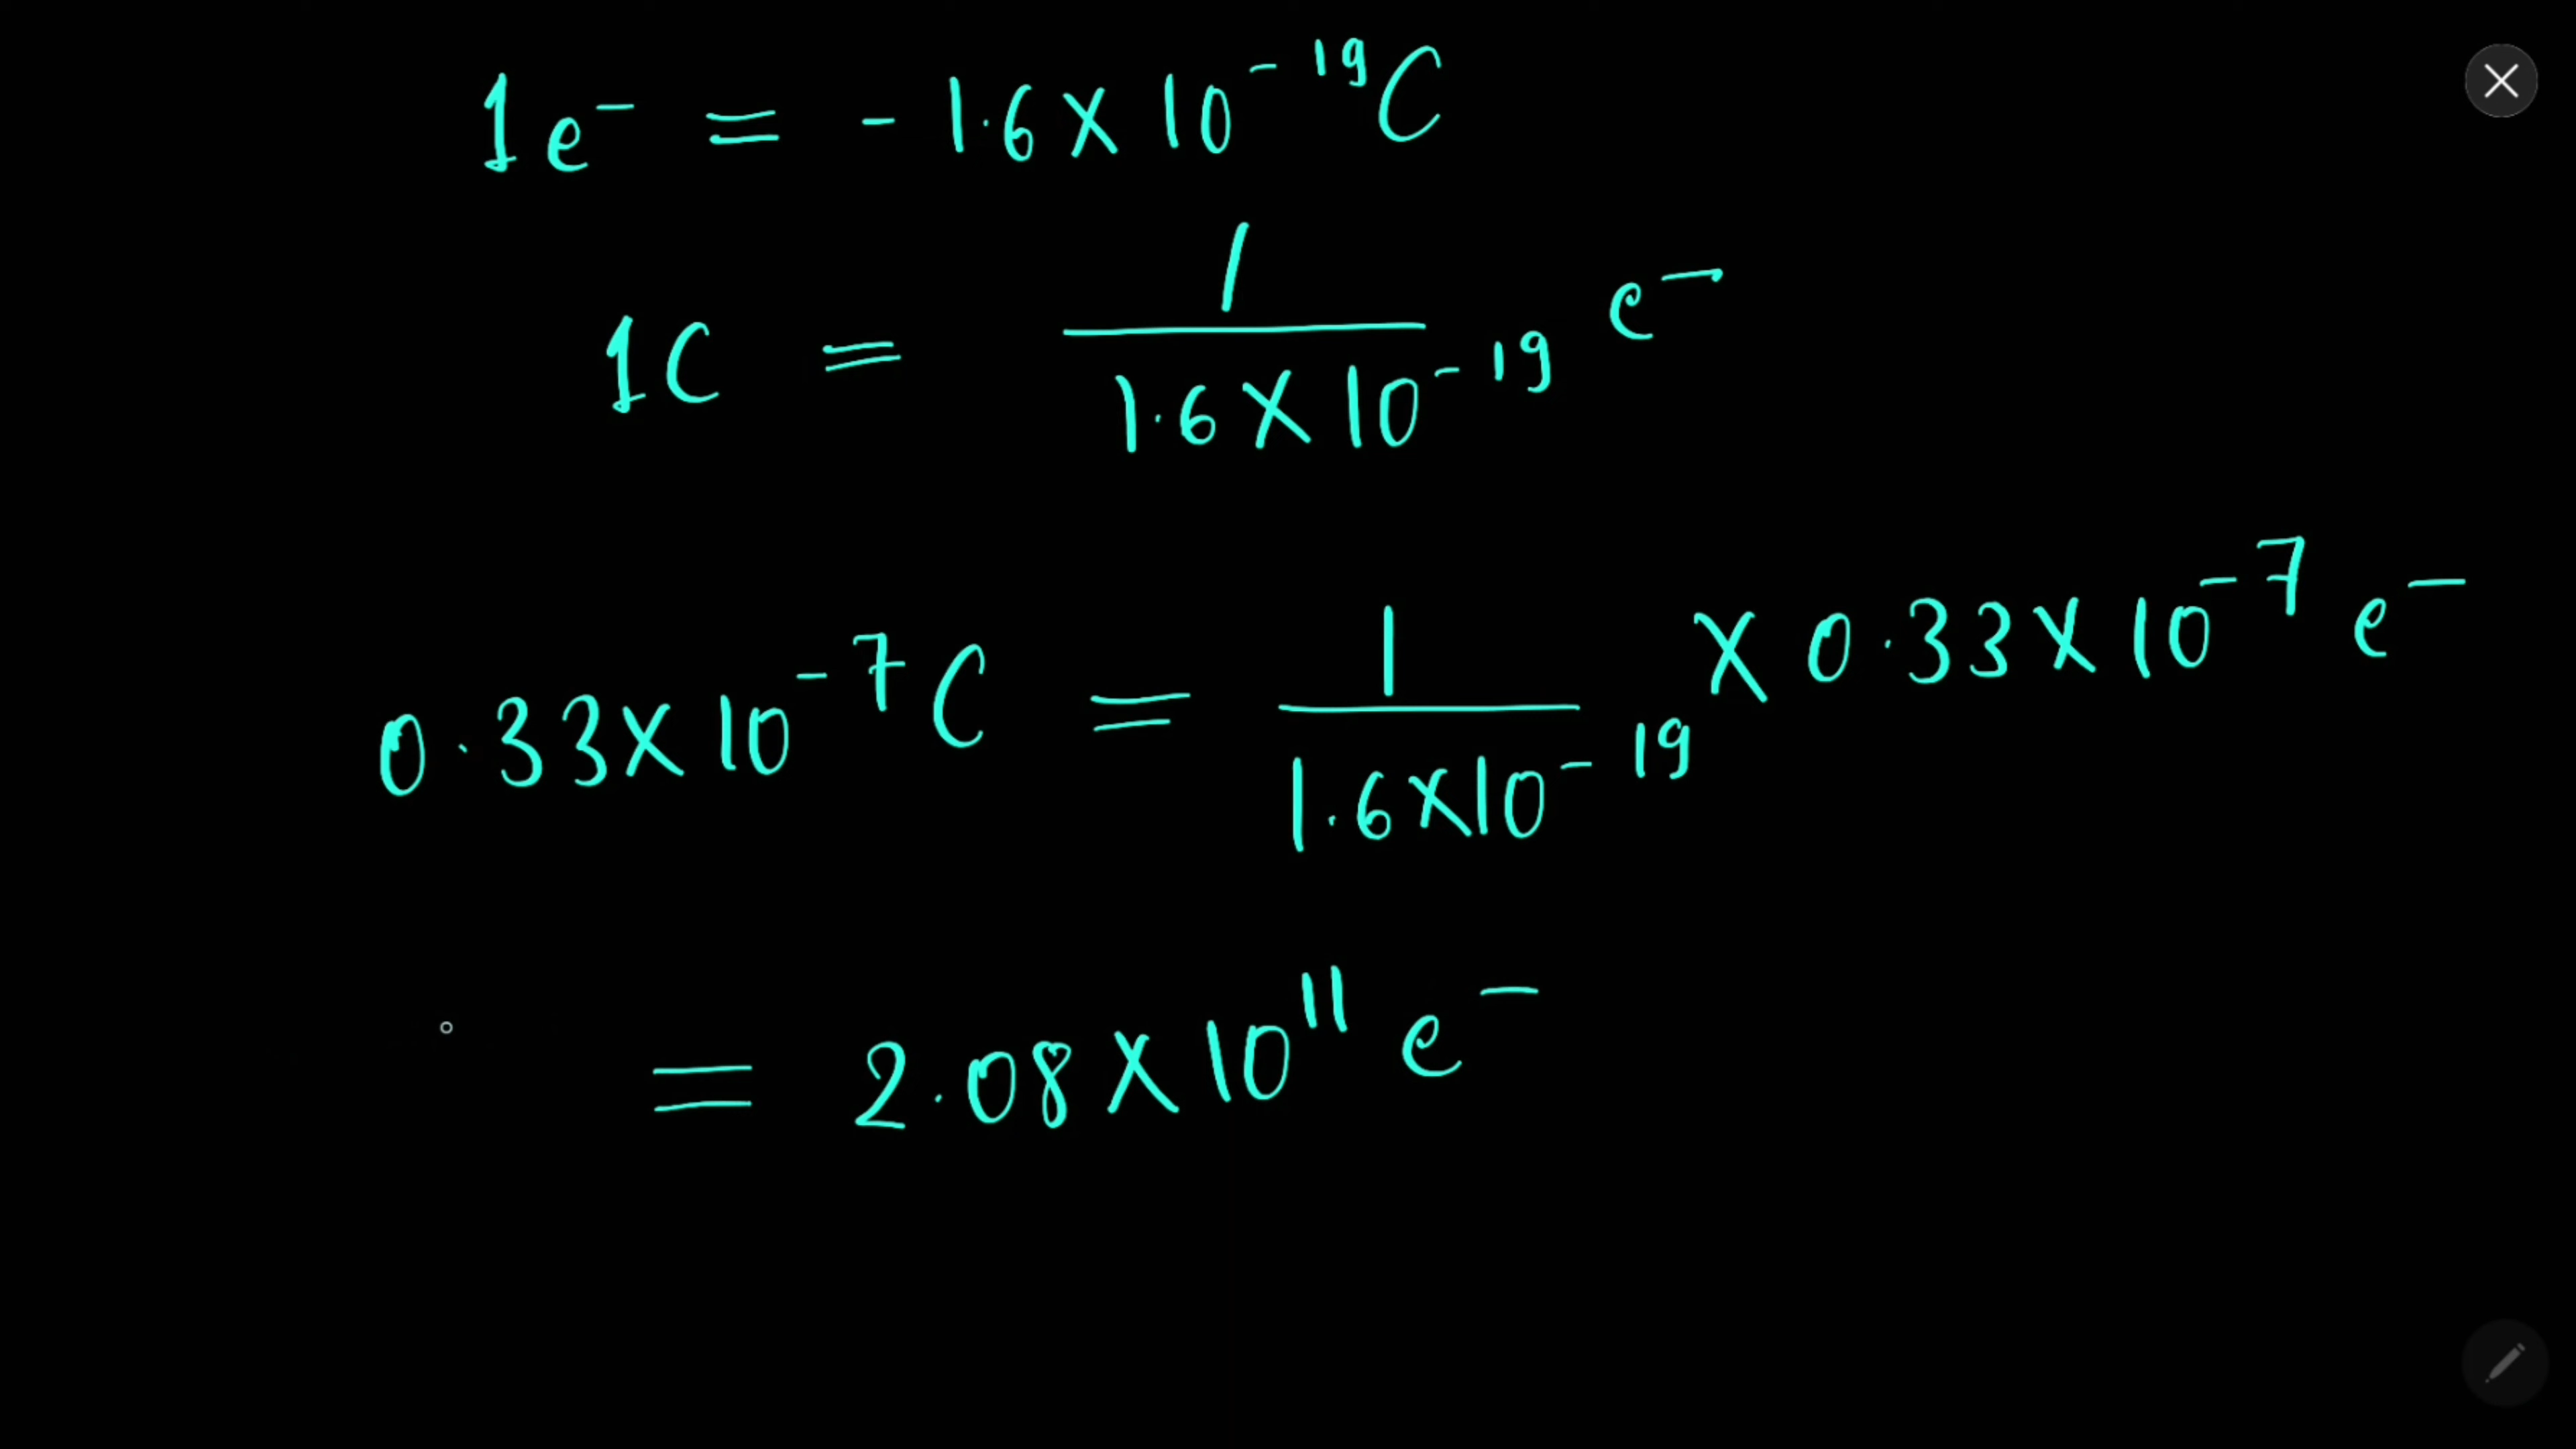 1e⁻ = -1.6×10⁻¹⁹C
1C = 1/1.6×10⁻¹⁹ e⁻
0.33×10⁻⁷C = 1/1.6×10⁻¹⁹ × 0.33×10⁻⁷ e⁻
= 2.08×10¹¹ e⁻